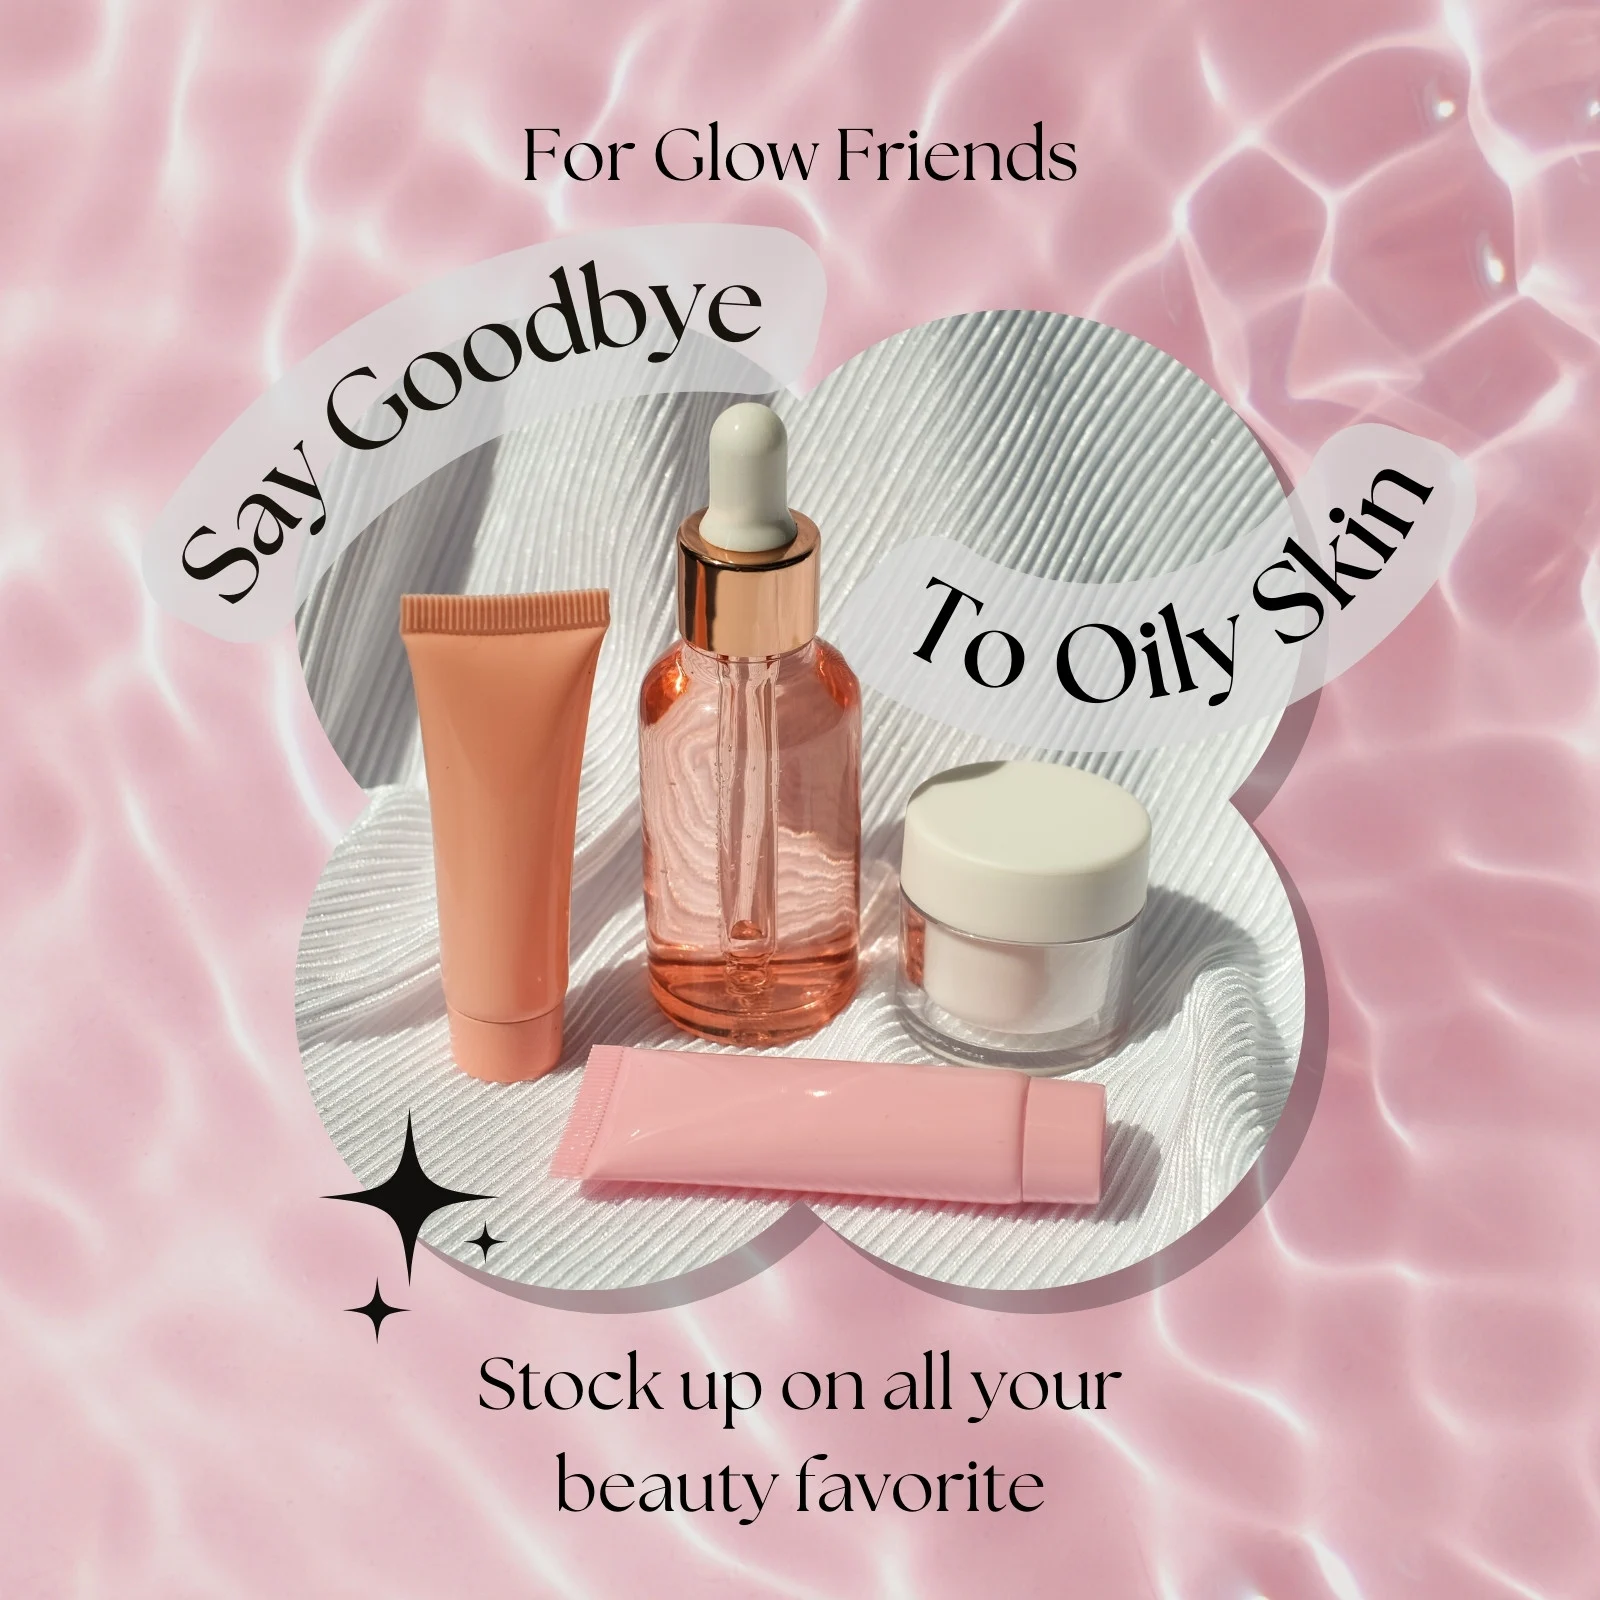 For Glow Friends
Say Goodbye
To Oily Skin
Stock up on all your
beauty favorite